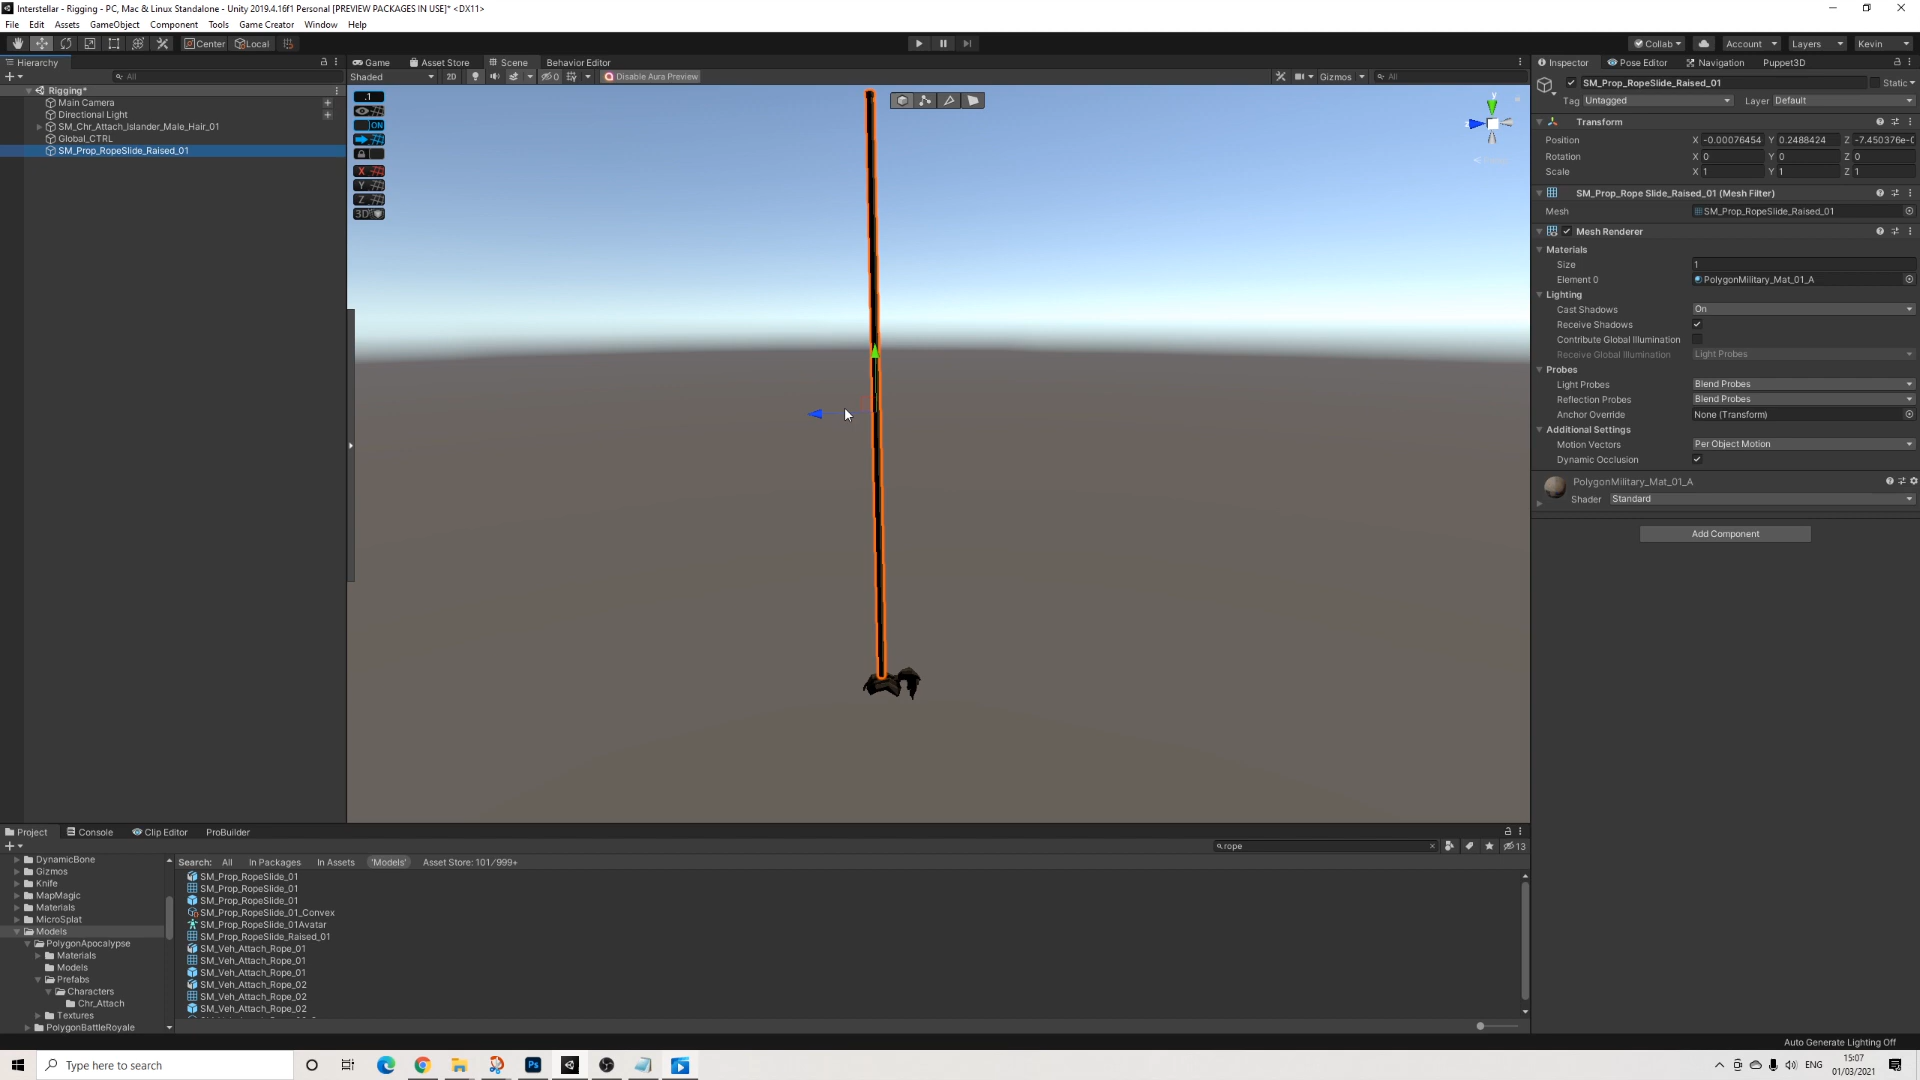 Interstellar - Rigging - PC, Mac & Linux Standalone - Unity 2019.4.16f1 Personal [PREVIEW PACKAGES IN USE]* <DX11>
File Edit Assets GameObject Component Tools Game Creator Window Help
Center Local Collab Account Layers Kevin
Hierarchy Game Asset Store Scene Behavior Editor Inspector Pose Editor Navigation Puppet3D
All Shaded 2D 0 Disable Aura Preview Gizmos All
Rigging*
Main Camera
Directional Light
SM_Chr_Attach_Islander_Male_Hair_01
Global_CTRL
SM_Prop_RopeSlide_Raised_01
.1
ON
X
Y
Z
3D
y
SM_Prop_RopeSlide_Raised_01 Static
Tag Untagged Layer Default
Transform
Position X -0.00076454 Y 0.2488424 Z -7.450376e-0
Rotation X 0 Y 0 Z 0
Scale X 1 Y 1 Z 1
SM_Prop_Rope Slide_Raised_01 (Mesh Filter)
Mesh SM_Prop_RopeSlide_Raised_01
Mesh Renderer
Materials
Size 1
Element 0 PolygonMilitary_Mat_01_A
Lighting
Cast Shadows On
Receive Shadows
Contribute Global Illumination
Receive Global Illumination Light Probes
Probes
Light Probes Blend Probes
Reflection Probes Blend Probes
Anchor Override None (Transform)
Additional Settings
Motion Vectors Per Object Motion
Dynamic Occlusion
PolygonMilitary_Mat_01_A
Shader Standard
Add Component
Project Console Clip Editor ProBuilder
rope 13
DynamicBone
Gizmos
Knife
MapMagic
Materials
MicroSplat
Models
PolygonApocalypse
Materials
Models
Prefabs
Characters
Chr_Attach
Textures
PolygonBattleRoyale
Search: All In Packages In Assets 'Models' Asset Store: 101/999+
SM_Prop_RopeSlide_01
SM_Prop_RopeSlide_01
SM_Prop_RopeSlide_01
SM_Prop_RopeSlide_01_Convex
SM_Prop_RopeSlide_01Avatar
SM_Prop_RopeSlide_Raised_01
SM_Veh_Attach_Rope_01
SM_Veh_Attach_Rope_01
SM_Veh_Attach_Rope_01
SM_Veh_Attach_Rope_02
SM_Veh_Attach_Rope_02
SM_Veh_Attach_Rope_02
Auto Generate Lighting Off
Type here to search
Ps
ENG
15:07
01/03/2021